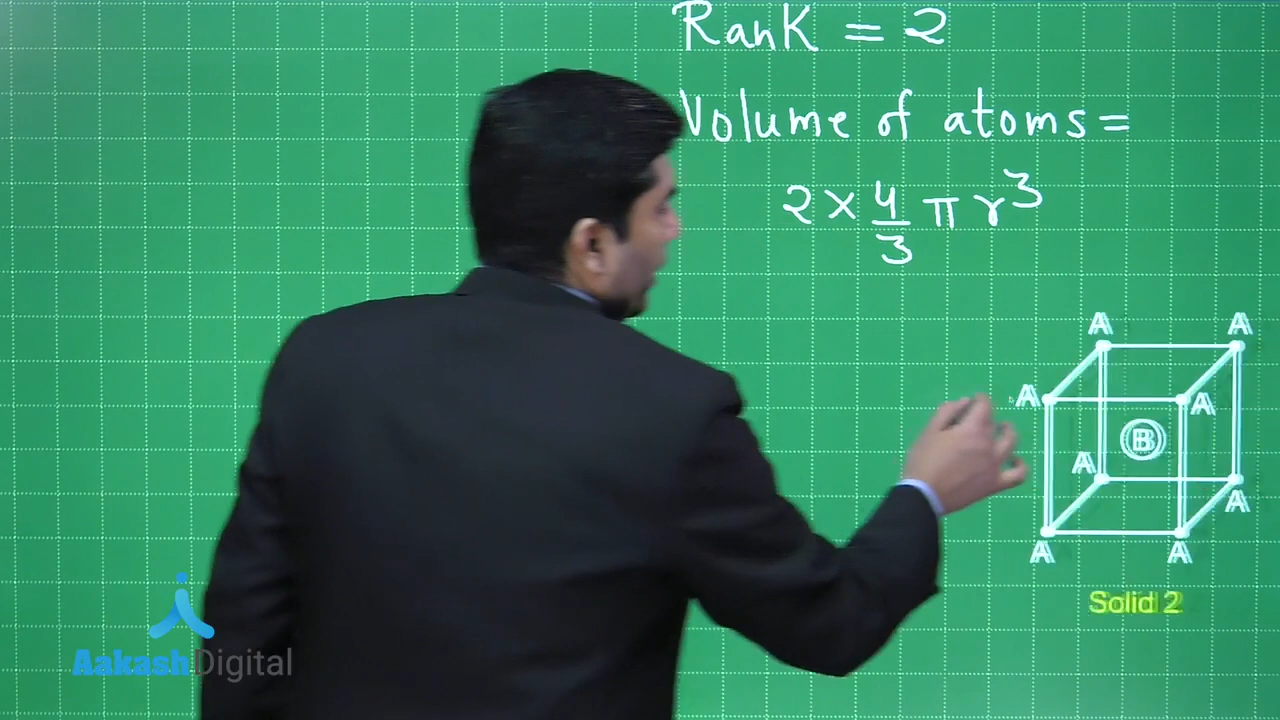 Rank = 2
Volume of atoms =
2 × 4/3 π r³
A A
A A
B
A A
A A
Solid 2
Aakash Digital